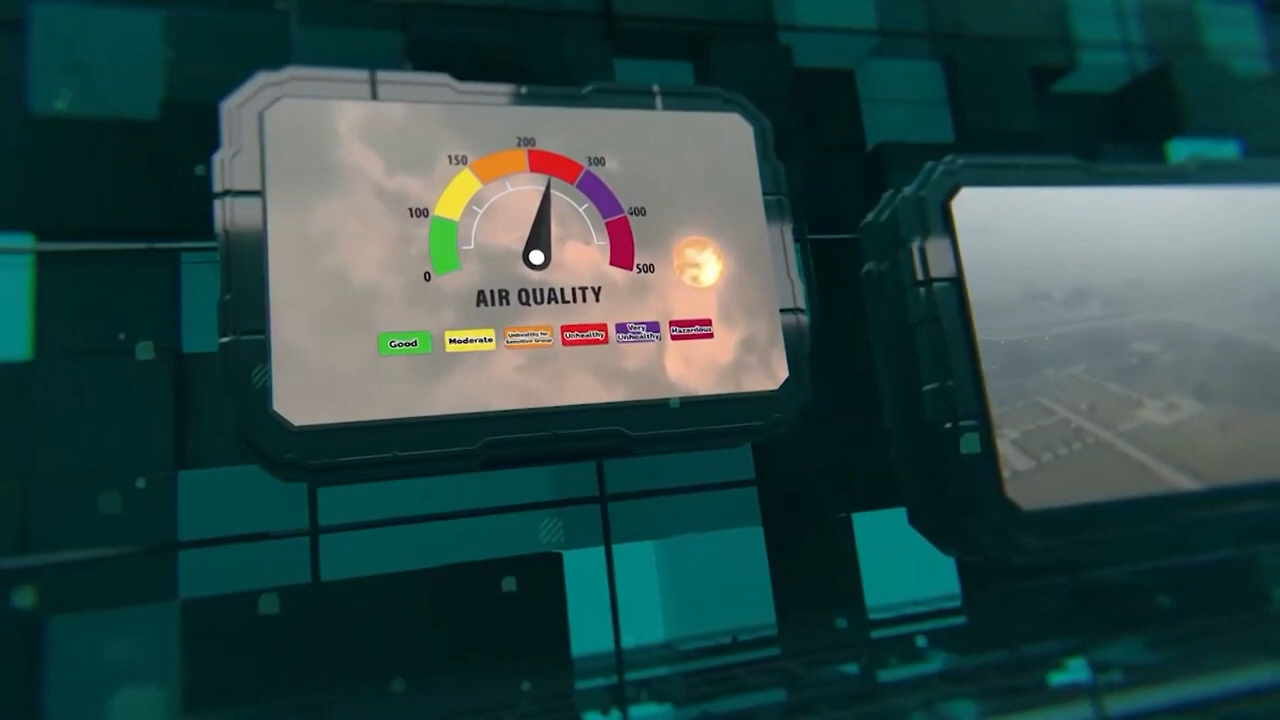 200
150
300
100
400
0
500
AIR QUALITY
Good
Moderate
Unhealthy for
Sensitive Group
Unhealthy
Very
Unhealthy
Hazardous